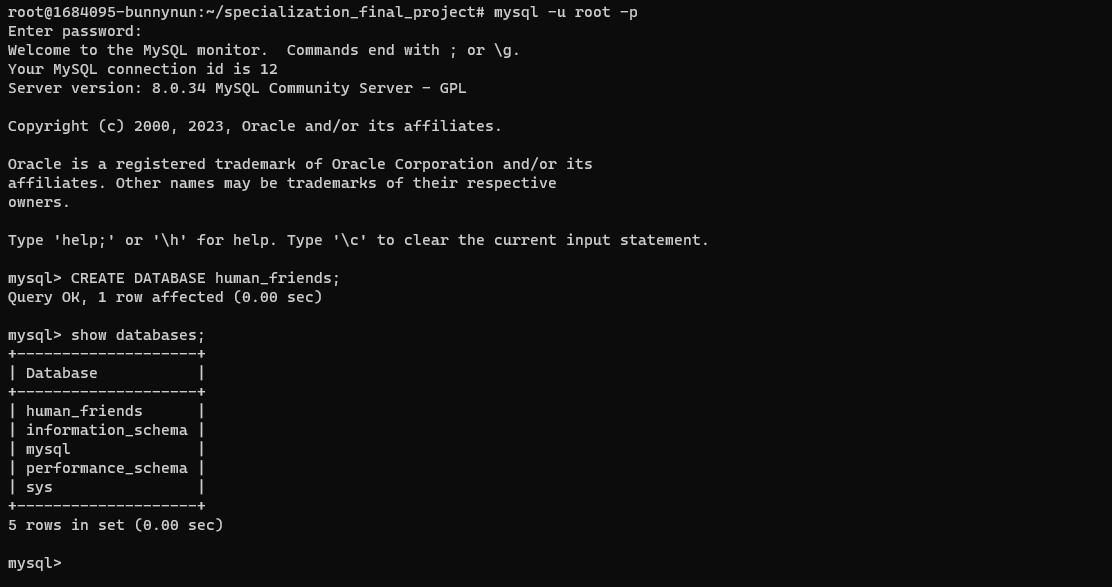 root@1684095-bunnynun:~/specialization_final_project# mysql -u root -p
Enter password:
Welcome to the MySQL monitor.  Commands end with ; or \g.
Your MySQL connection id is 12
Server version: 8.0.34 MySQL Community Server - GPL
Copyright (c) 2000, 2023, Oracle and/or its affiliates.
Oracle is a registered trademark of Oracle Corporation and/or its
affiliates. Other names may be trademarks of their respective
owners.
Type 'help;' or '\h' for help. Type '\c' to clear the current input statement.
mysql> CREATE DATABASE human_friends;
Query OK, 1 row affected (0.00 sec)
mysql> show databases;
+--------------------+
| Database           |
+--------------------+
| human_friends      |
| information_schema |
| mysql              |
| performance_schema |
| sys                |
+--------------------+
5 rows in set (0.00 sec)
mysql>